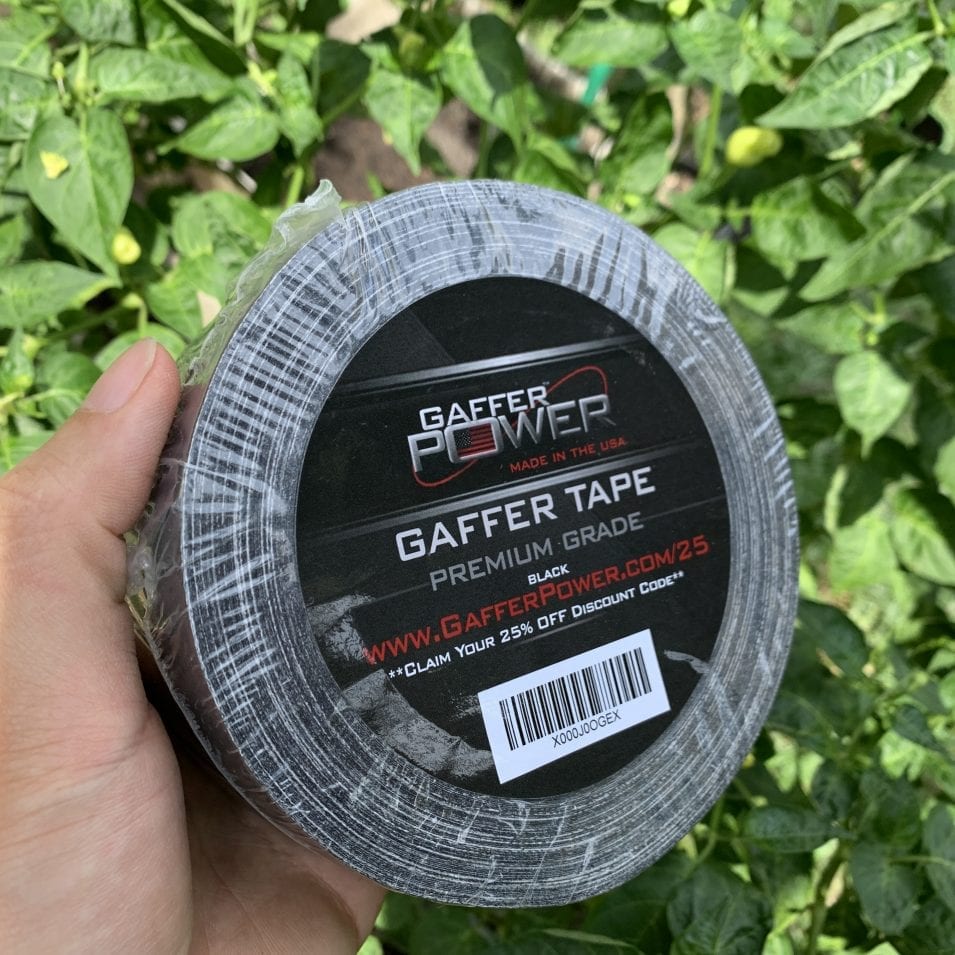 GAFFER
POWER
MADE IN THE USA
GAFFER TAPE
PREMIUM GRADE
BLACK
WWW.GAFFERPOWER.COM/25
**CLAIM YOUR 25% OFF DISCOUNT CODE**
X000J0OGEX